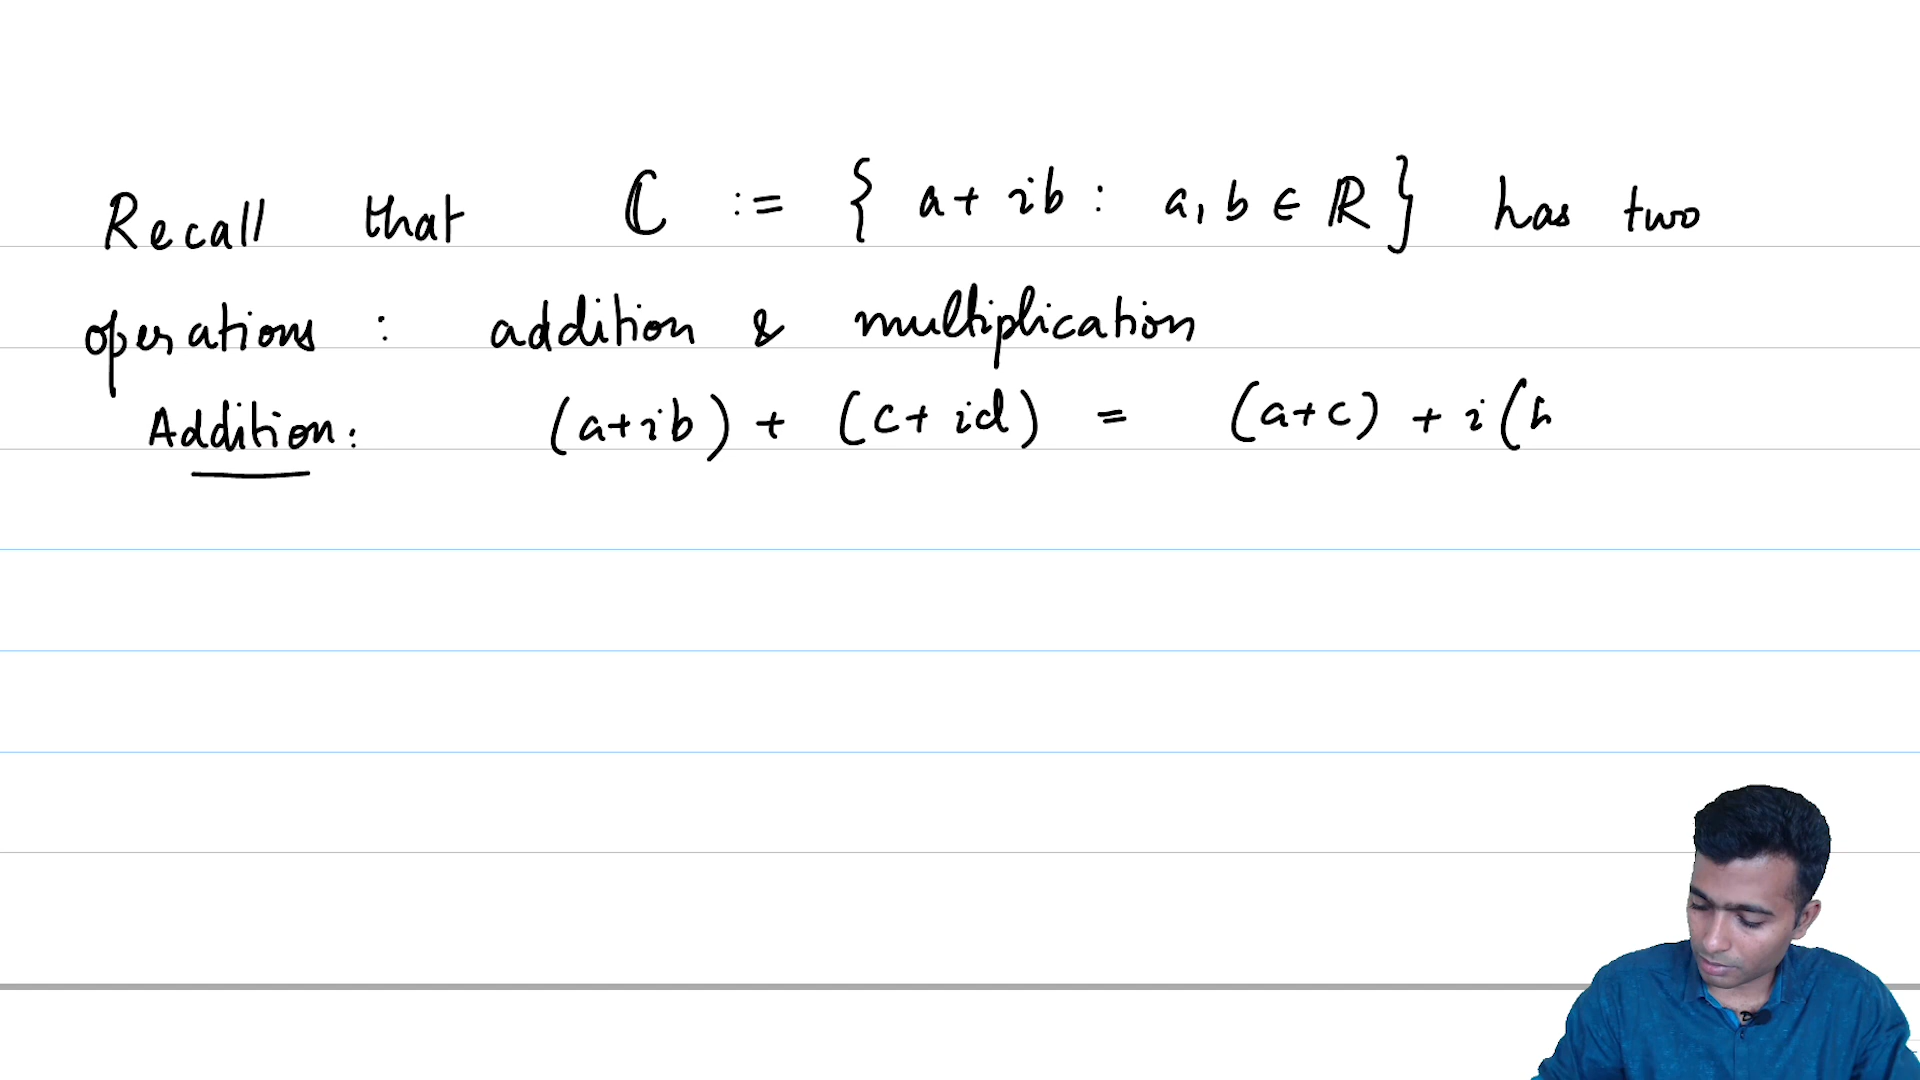 Recall that ℂ := { a + ib : a, b ∈ ℝ } has two
operations : addition & multiplication
Addition: (a+ib) + (c+id) = (a+c) + i(